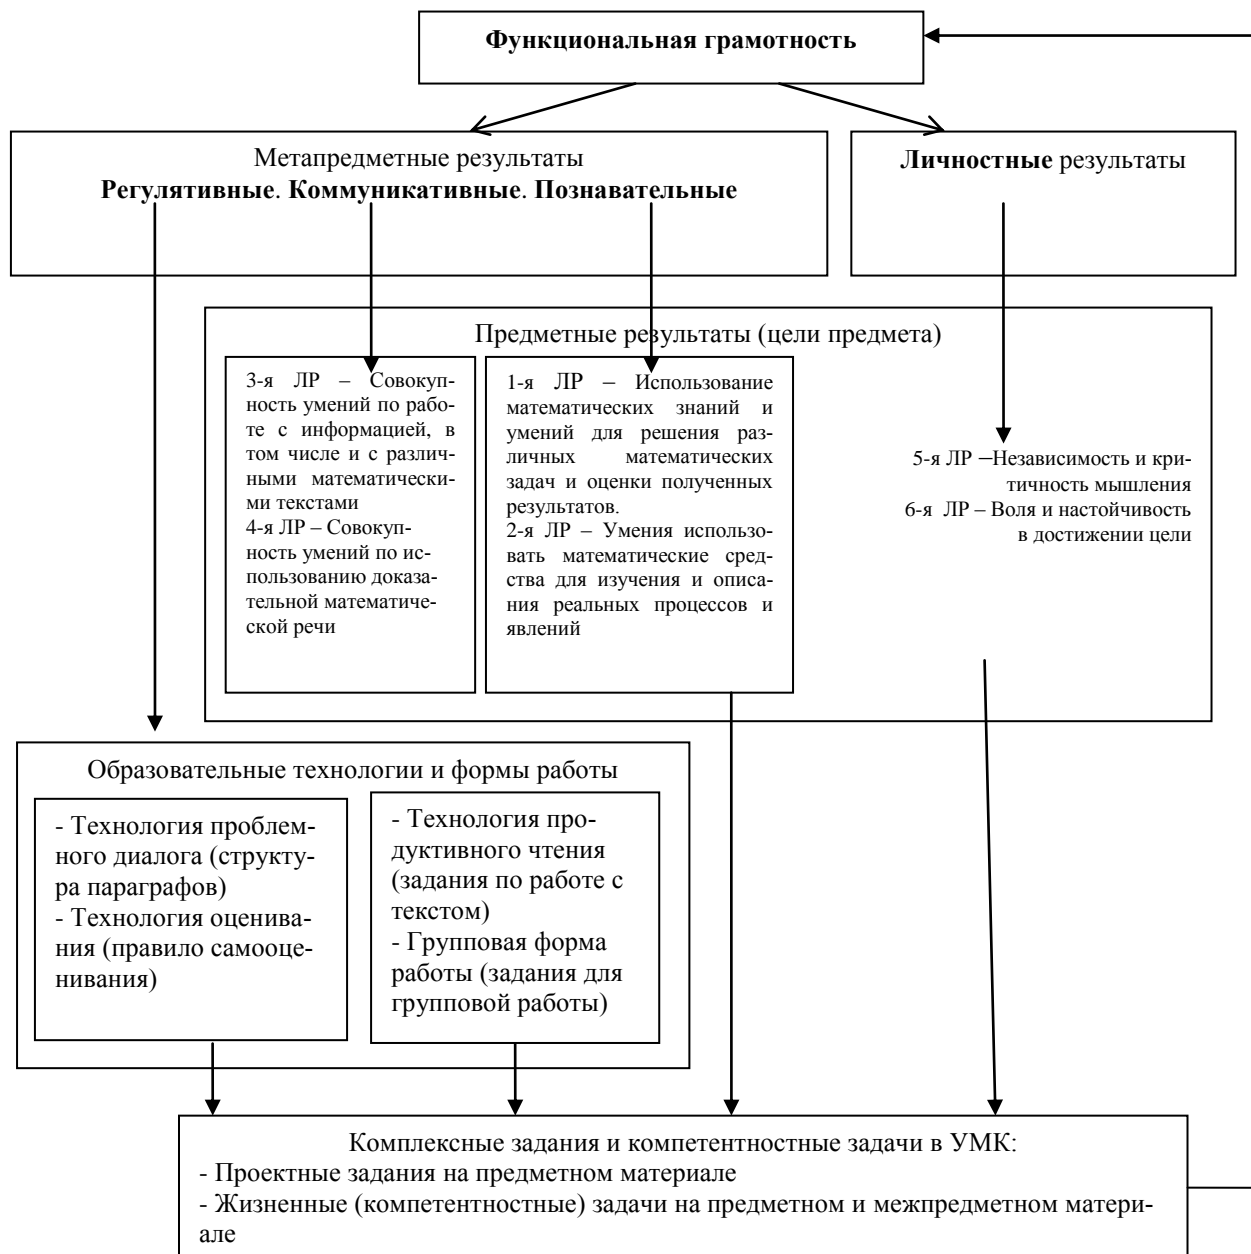 Функциональная грамотность
Метапредметные результаты
Регулятивные. Коммуникативные. Познавательные
Личностные результаты
Предметные результаты (цели предмета)
3-я ЛР – Совокуп-
ность умений по рабо-
те с информацией, в
том числе и с различ-
ными математически-
ми текстами
4-я ЛР – Совокуп-
ность умений по ис-
пользованию доказа-
тельной математиче-
ской речи
1-я ЛР – Использование
математических знаний и
умений для решения раз-
личных математических
задач и оценки полученных
результатов.
2-я ЛР – Умения использо-
вать математические сред-
ства для изучения и описа-
ния реальных процессов и
явлений
5-я ЛР –Независимость и кри-
тичность мышления
6-я ЛР – Воля и настойчивость
в достижении цели
Образовательные технологии и формы работы
- Технология проблем-
ного диалога (структу-
ра параграфов)
- Технология оценива-
ния (правило самооце-
нивания)
- Технология про-
дуктивного чтения
(задания по работе с
текстом)
- Групповая форма
работы (задания для
групповой работы)
Комплексные задания и компетентностные задачи в УМК:
- Проектные задания на предметном материале
- Жизненные (компетентностные) задачи на предметном и межпредметном матери-
але